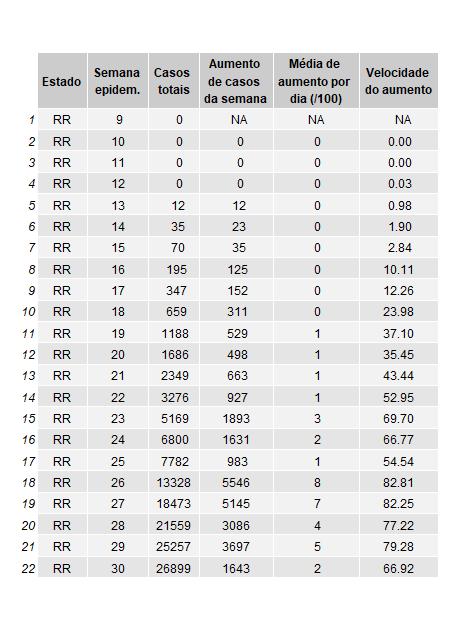 Estado Semana epidem. Casos totais Aumento de casos da semana Média de aumento por dia (/100) Velocidade do aumento
1 RR 9 0 NA NA NA
2 RR 10 0 0 0 0.00
3 RR 11 0 0 0 0.00
4 RR 12 0 0 0 0.03
5 RR 13 12 12 0 0.98
6 RR 14 35 23 0 1.90
7 RR 15 70 35 0 2.84
8 RR 16 195 125 0 10.11
9 RR 17 347 152 0 12.26
10 RR 18 659 311 0 23.98
11 RR 19 1188 529 1 37.10
12 RR 20 1686 498 1 35.45
13 RR 21 2349 663 1 43.44
14 RR 22 3276 927 1 52.95
15 RR 23 5169 1893 3 69.70
16 RR 24 6800 1631 2 66.77
17 RR 25 7782 983 1 54.54
18 RR 26 13328 5546 8 82.81
19 RR 27 18473 5145 7 82.25
20 RR 28 21559 3086 4 77.22
21 RR 29 25257 3697 5 79.28
22 RR 30 26899 1643 2 66.92